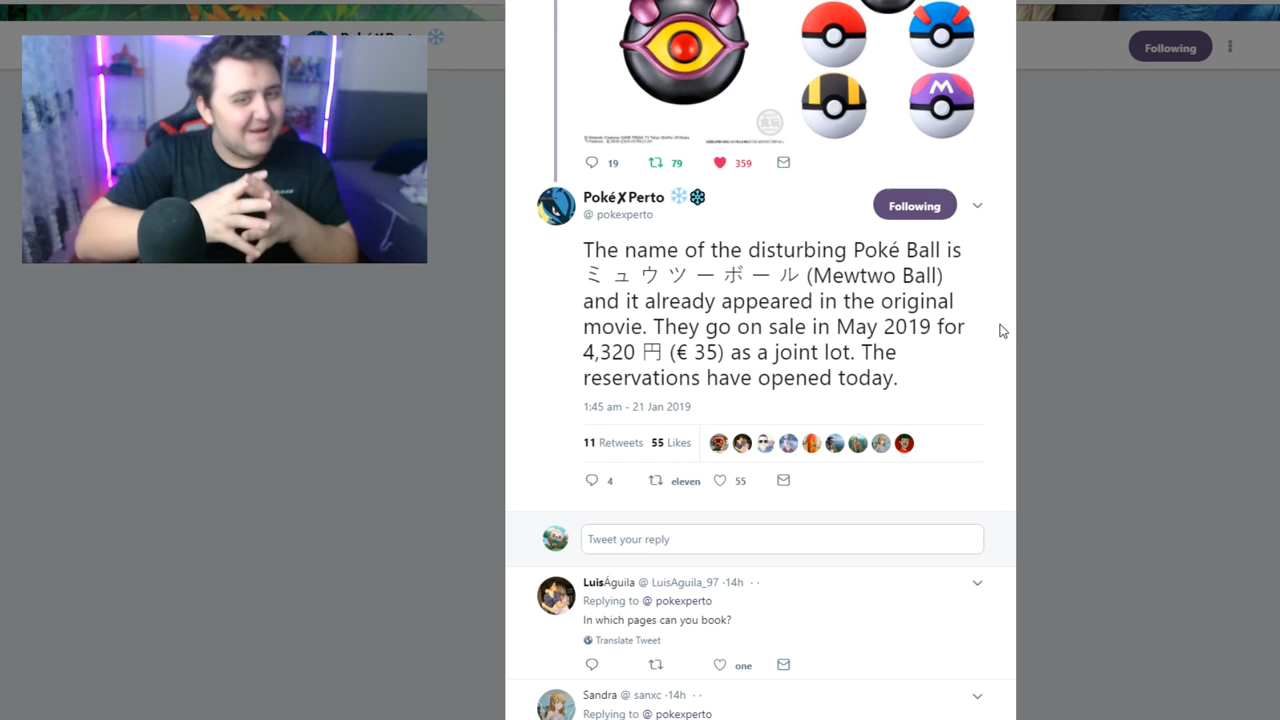 Following
M
19 79 359
PokéXPerto
@ pokexperto
Following
The name of the disturbing Poké Ball is
ミュウツーボール (Mewtwo Ball)
and it already appeared in the original
movie. They go on sale in May 2019 for
4,320 円 (€ 35) as a joint lot. The
reservations have opened today.
1:45 am - 21 Jan 2019
11 Retweets 55 Likes
4 eleven 55
Tweet your reply
LuisÁguila @ LuisAguila_97 ·14h
Replying to @ pokexperto
In which pages can you book?
Translate Tweet
one
Sandra @ sanxc ·14h
Replying to @ pokexperto